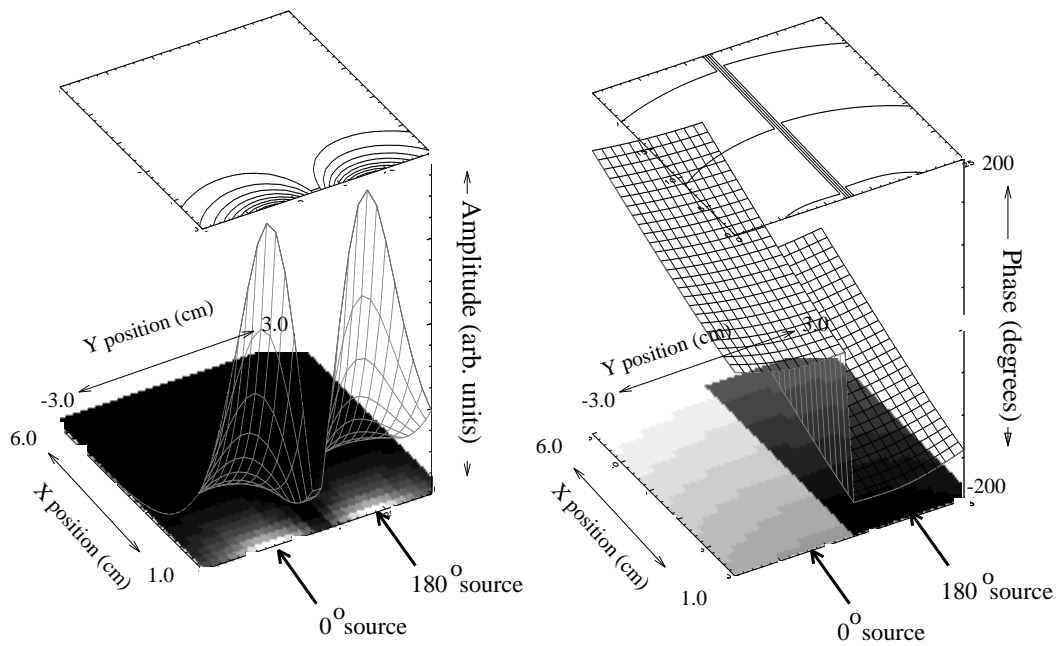 Y position (cm)
3.0
-3.0
6.0
X position (cm)
1.0
Amplitude (arb. units)
180 o source
0 o source
200
Phase (degrees)
0
-200
Y position (cm)
3.0
-3.0
6.0
X position (cm)
1.0
180 o source
0 o source